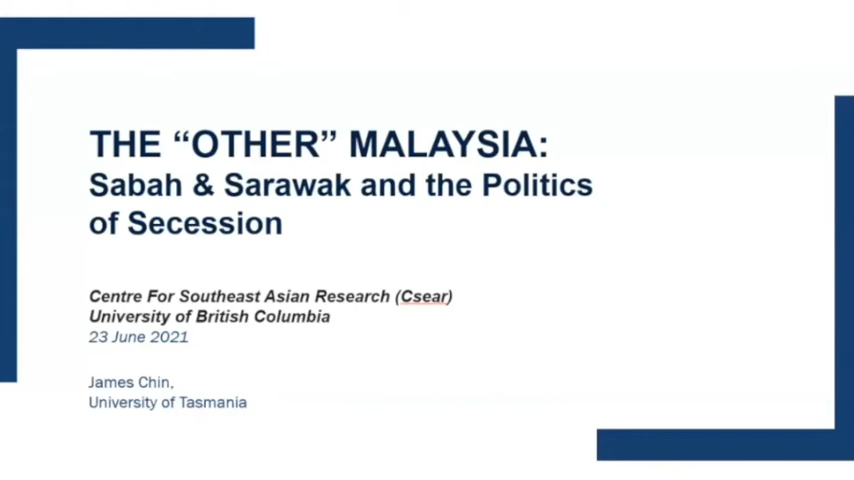 THE “OTHER” MALAYSIA:
Sabah & Sarawak and the Politics
of Secession
Centre For Southeast Asian Research (Csear)
University of British Columbia
23 June 2021
James Chin,
University of Tasmania